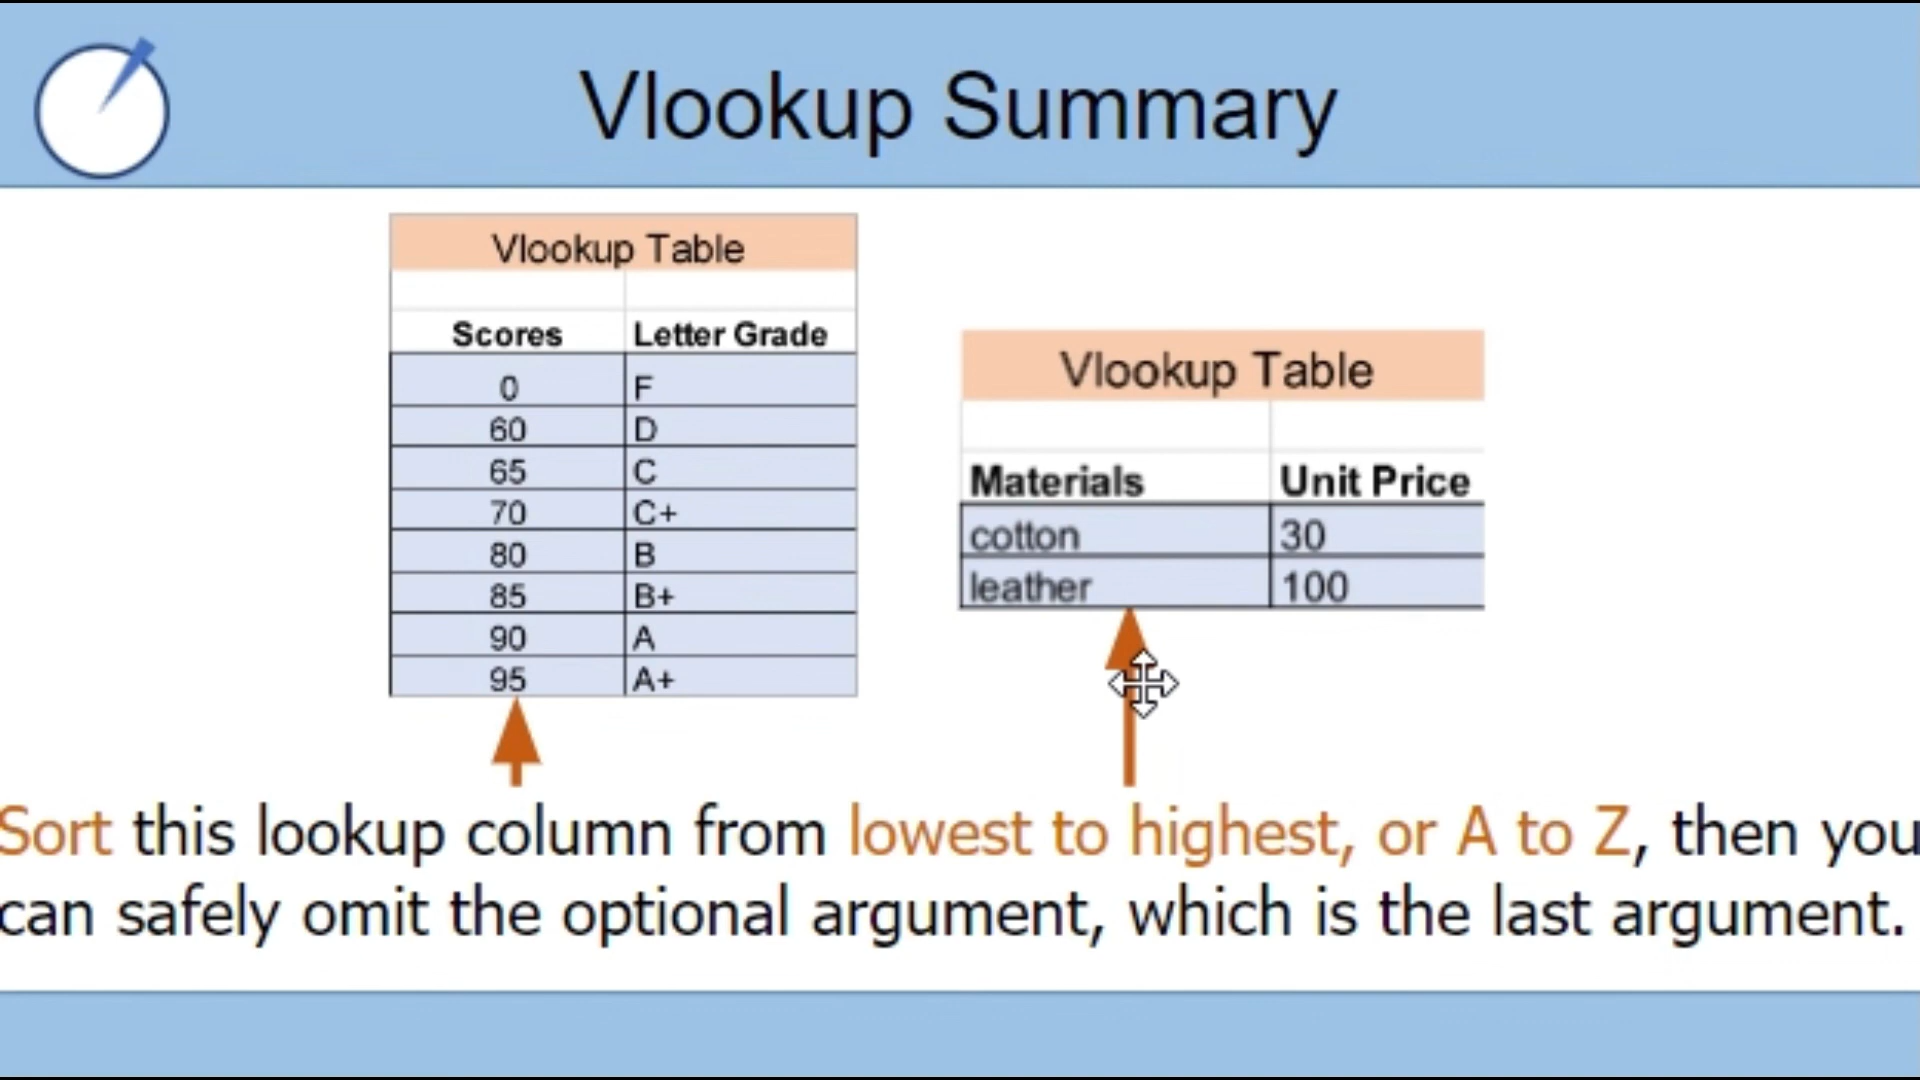 Vlookup Summary
Vlookup Table
Scores Letter Grade
0 F
60 D
65 C
70 C+
80 B
85 B+
90 A
95 A+
Vlookup Table
Materials Unit Price
cotton 30
leather 100
Sort this lookup column from lowest to highest, or A to Z, then you
can safely omit the optional argument, which is the last argument.